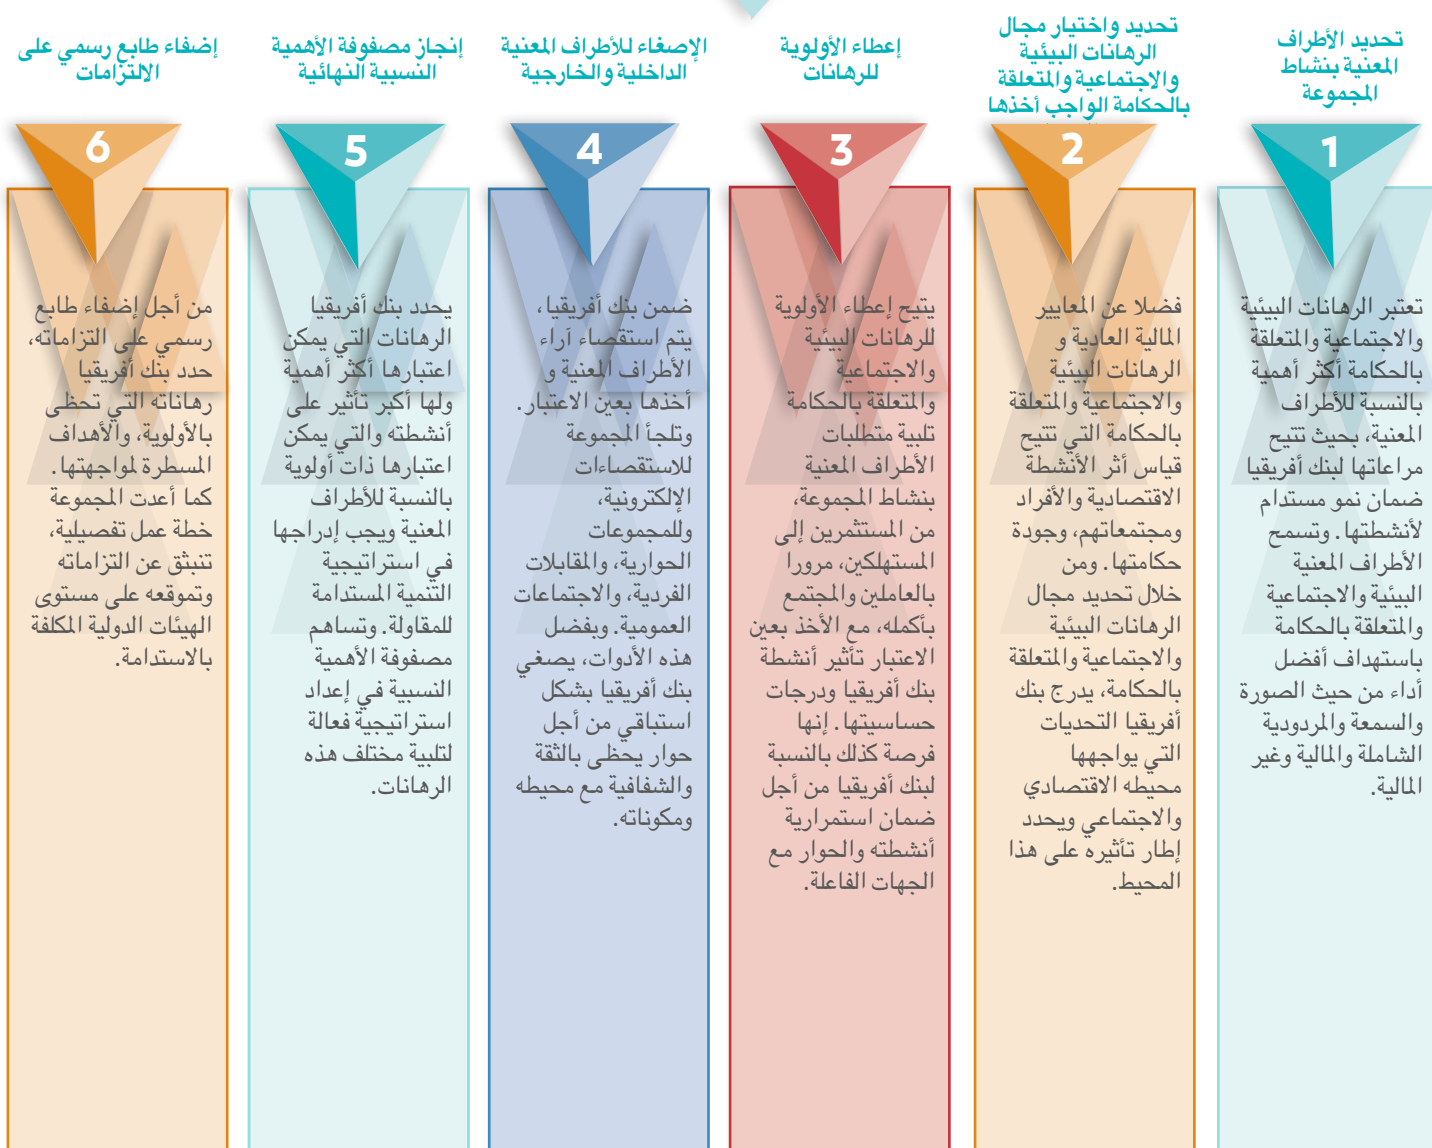 تحديد الأطراف
المعنية بنشاط
المجموعة
1
تعتبر الرهانات البيئية
والاجتماعية والمتعلقة
بالحكامة أكثر أهمية
بالنسبة للأطراف
المعنية، بحيث تتيح
مراعاتها لبنك أفريقيا
ضمان نمو مستدام
لأنشطتها. وتسمح
الأطراف المعنية
البيئية والاجتماعية
والمتعلقة بالحكامة
باستهداف أفضل
أداء من حيث الصورة
والسمعة والمردودية
الشاملة والمالية وغير
المالية.
تحديد واختيار مجال
الرهانات البيئية
والاجتماعية والمتعلقة
بالحكامة الواجب أخذها
2
فضلا عن المعايير
المالية العادية و
الرهانات البيئية
والاجتماعية والمتعلقة
بالحكامة التي تتيح
قياس أثر الأنشطة
الاقتصادية والأفراد
ومجتمعاتهم، وجودة
حكامتها. ومن
خلال تحديد مجال
الرهانات البيئية
والاجتماعية والمتعلقة
بالحكامة، يدرج بنك
أفريقيا التحديات
التي يواجهها
محيطه الاقتصادي
والاجتماعي ويحدد
إطار تأثيره على هذا
المحيط.
إعطاء الأولوية
للرهانات
3
يتيح إعطاء الأولوية
للرهانات البيئية
والاجتماعية
والمتعلقة بالحكامة
تلبية متطلبات
الأطراف المعنية
بنشاط المجموعة،
من المستثمرين إلى
المستهلكين، مرورا
بالعاملين والمجتمع
بأكمله، مع الأخذ بعين
الاعتبار تأثير أنشطة
بنك أفريقيا ودرجات
حساسيتها. إنها
فرصة كذلك بالنسبة
لبنك أفريقيا من أجل
ضمان استمرارية
أنشطته والحوار مع
الجهات الفاعلة.
الإصغاء للأطراف المعنية
الداخلية والخارجية
4
ضمن بنك أفريقيا،
يتم استقصاء آراء
الأطراف المعنية و
أخذها بعين الاعتبار.
وتلجأ المجموعة
للاستقصاءات
الإلكترونية،
وللمجموعات
الحوارية، والمقابلات
الفردية، والاجتماعات
العمومية. وبفضل
هذه الأدوات، يصغي
بنك أفريقيا بشكل
استباقي من أجل
حوار يحظى بالثقة
والشفافية مع محيطه
ومكوناته.
إنجاز مصفوفة الأهمية
النسبية النهائية
5
يحدد بنك أفريقيا
الرهانات التي يمكن
اعتبارها أكثر أهمية
ولها أكبر تأثير على
أنشطته والتي يمكن
اعتبارها ذات أولوية
بالنسبة للأطراف
المعنية ويجب إدراجها
في استراتيجية
التنمية المستدامة
للمقاولة. وتساهم
مصفوفة الأهمية
النسبية في إعداد
استراتيجية فعالة
لتلبية مختلف هذه
الرهانات.
إضفاء طابع رسمي على
الالتزامات
6
من أجل إضفاء طابع
رسمي على التزاماته،
حدد بنك أفريقيا
رهاناته التي تحظى
بالأولوية، والأهداف
المسطرة لمواجهتها.
كما أعدت المجموعة
خطة عمل تفصيلية،
تنبثق عن التزاماته
وتموقعه على مستوى
الهيئات الدولية المكلفة
بالاستدامة.